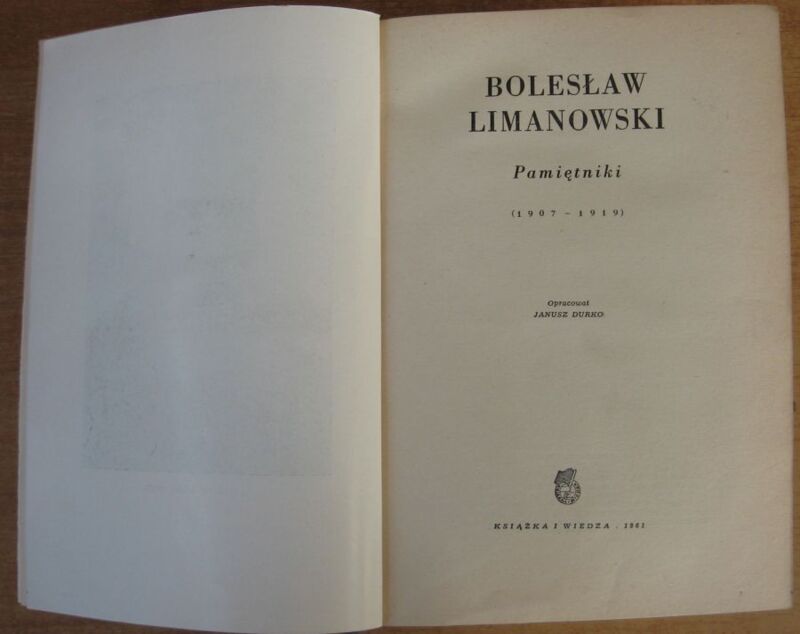 BOLESŁAW
LIMANOWSKI
Pamiętniki
(1907 - 1919)
Opracował
JANUSZ DURKO
KSIĄŻKA I WIEDZA . 1961